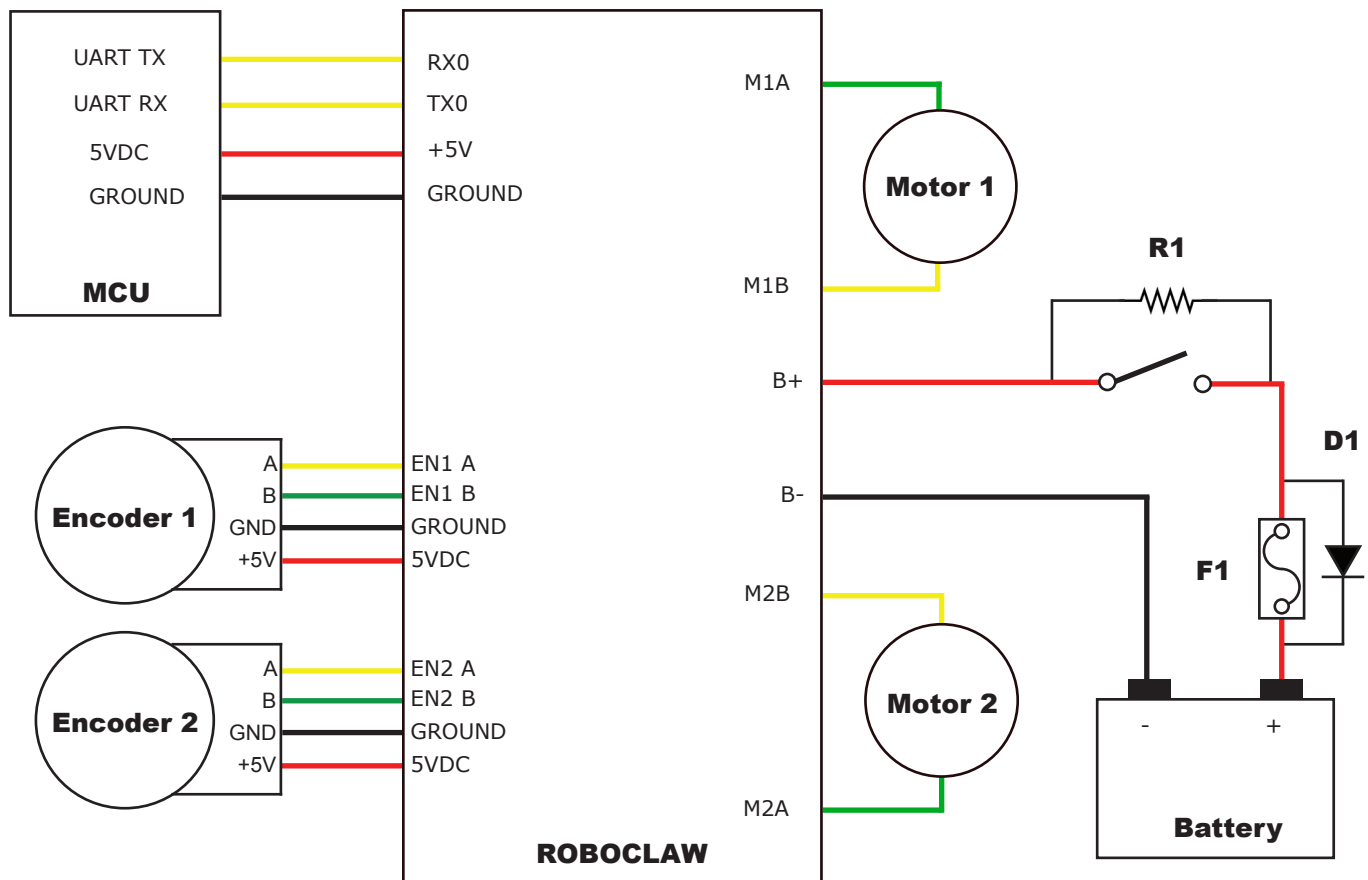 UART TX
UART RX
5VDC
GROUND
MCU
RX0
TX0
+5V
GROUND
M1A
Motor 1
M1B
R1
B+
D1
B-
F1
Encoder 1
A
B
GND
+5V
EN1 A
EN1 B
GROUND
5VDC
Encoder 2
A
B
GND
+5V
EN2 A
EN2 B
GROUND
5VDC
M2B
Motor 2
M2A
- +
Battery
ROBOCLAW